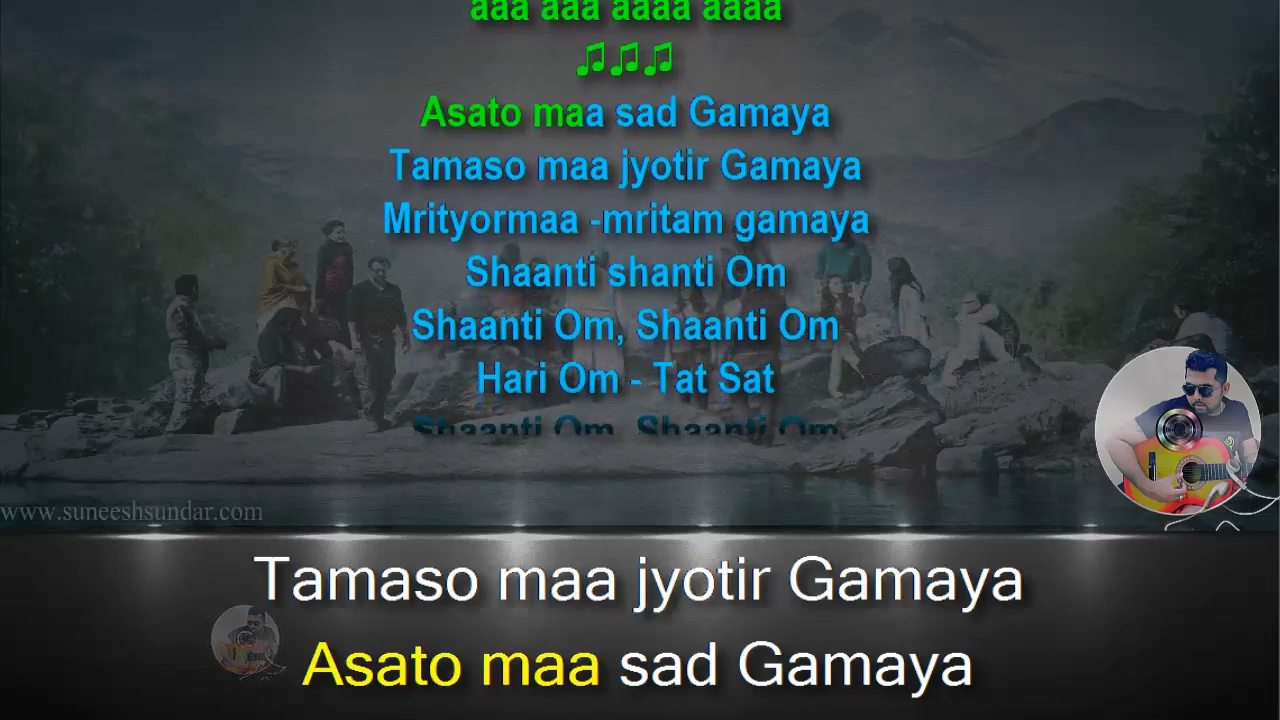 aaa aaa aaaa aaaa
♫♫♫
Asato maa sad Gamaya
Tamaso maa jyotir Gamaya
Mrityormaa -mritam gamaya
Shaanti shanti Om
Shaanti Om, Shaanti Om
Hari Om - Tat Sat
Shaanti Om, Shaanti Om
www.suneeshsundar.com
Tamaso maa jyotir Gamaya
Asato maa sad Gamaya